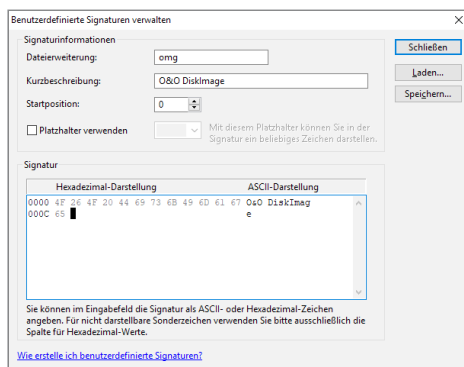 Benutzerdefinierte Signaturen verwalten
Signaturinformationen
Dateierweiterung: omg
Kurzbeschreibung: O&O DiskImage
Startposition: 0
Platzhalter verwenden
Mit diesem Platzhalter können Sie in der
Signatur ein beliebiges Zeichen darstellen.
Schließen
Laden...
Speichern...
Signatur
Hexadezimal-Darstellung ASCII-Darstellung
0000 4F 26 4F 20 44 69 73 6B 49 6D 61 67 O&O DiskImag
000C 65 e
Sie können im Eingabefeld die Signatur als ASCII- oder Hexadezimal-Zeichen
angeben. Für nicht darstellbare Sonderzeichen verwenden Sie bitte ausschließlich die
Spalte für Hexadezimal-Werte.
Wie erstelle ich benutzerdefinierte Signaturen?